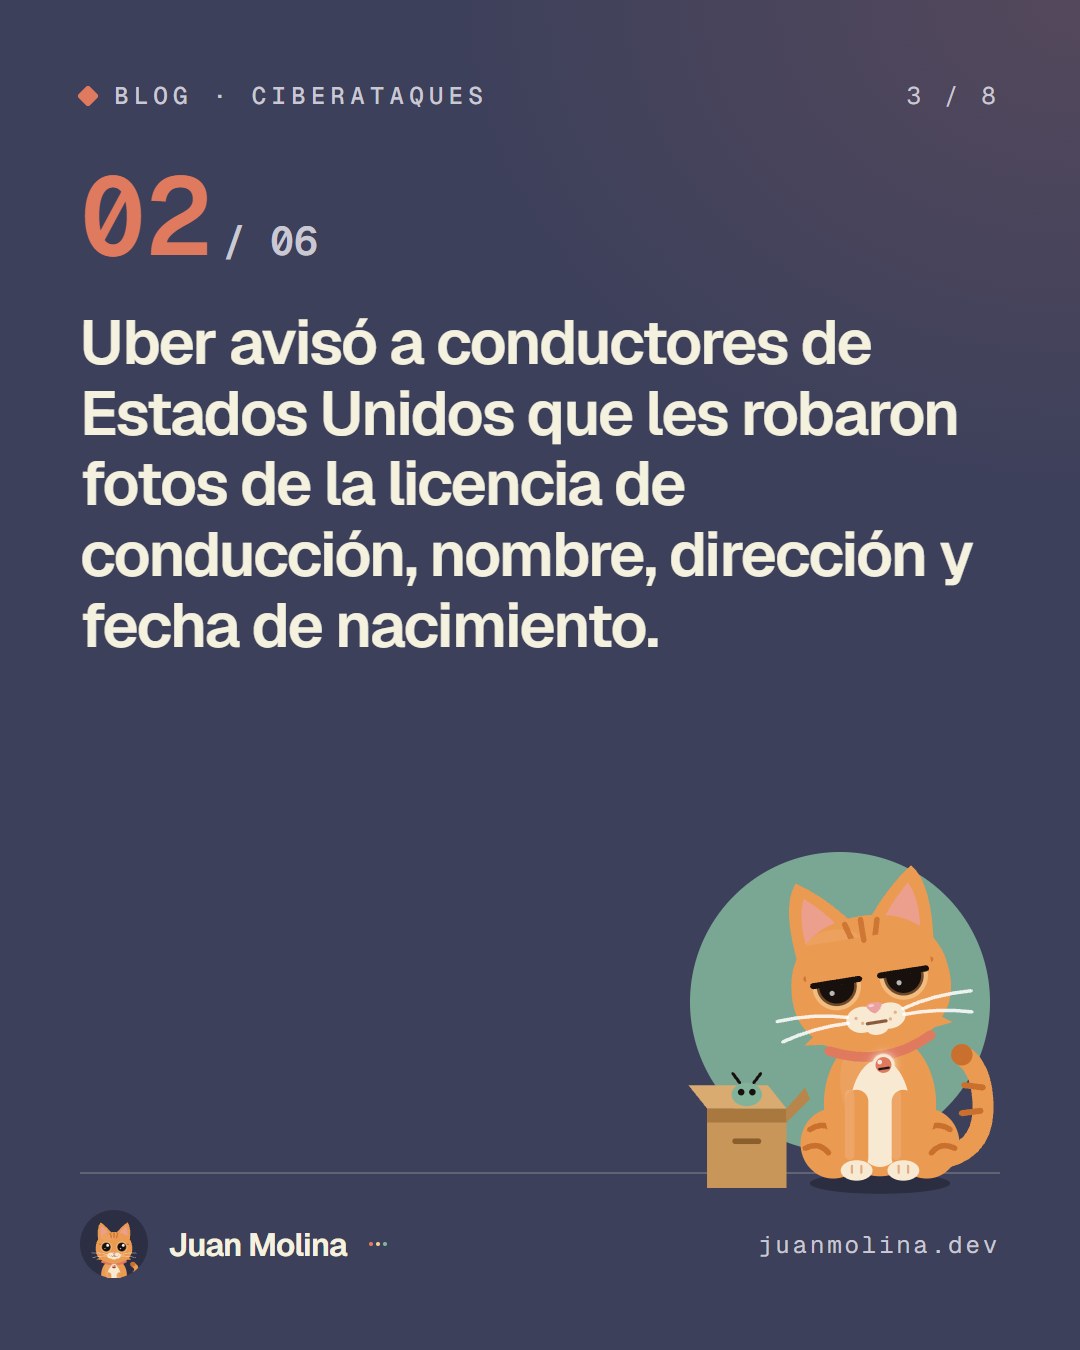 BLOG · CIBERATAQUES
3 / 8
02 / 06
Uber avisó a conductores de
Estados Unidos que les robaron
fotos de la licencia de
conducción, nombre, dirección y
fecha de nacimiento.
Juan Molina
juanmolina.dev